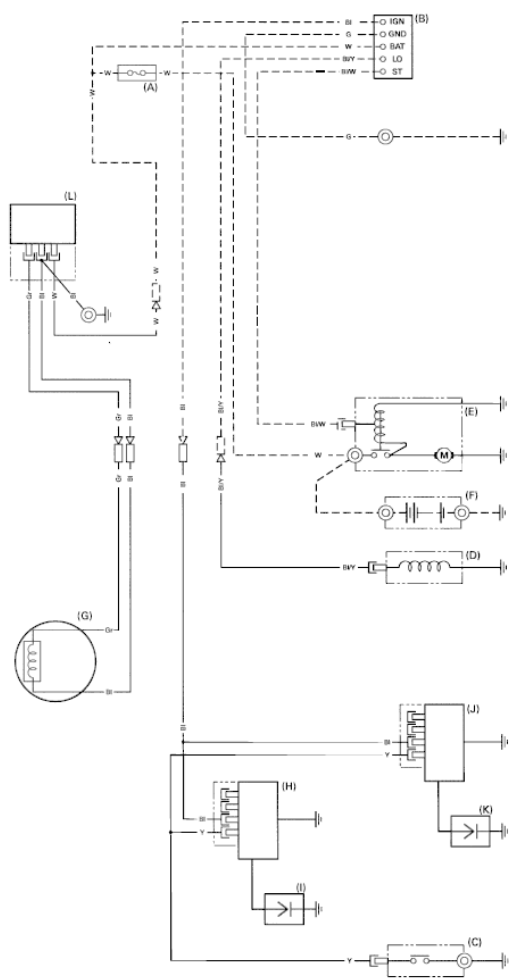 Bl IGN (B)
G GND
W BAT
Bl/Y LO
Bl/W ST
W W W
(A)
G
(L)
W
Gr Bl W Bl
W
Bl Bl/Y
Gr Bl
(E)
Bl/W
W M
Bl Bl/Y
Gr Bl
(F)
(D)
Bl/Y
(G)
Gr
Bl
Bl
(J)
Bl
Y
(H)
Bl
Y
(K)
(I)
(C)
Y